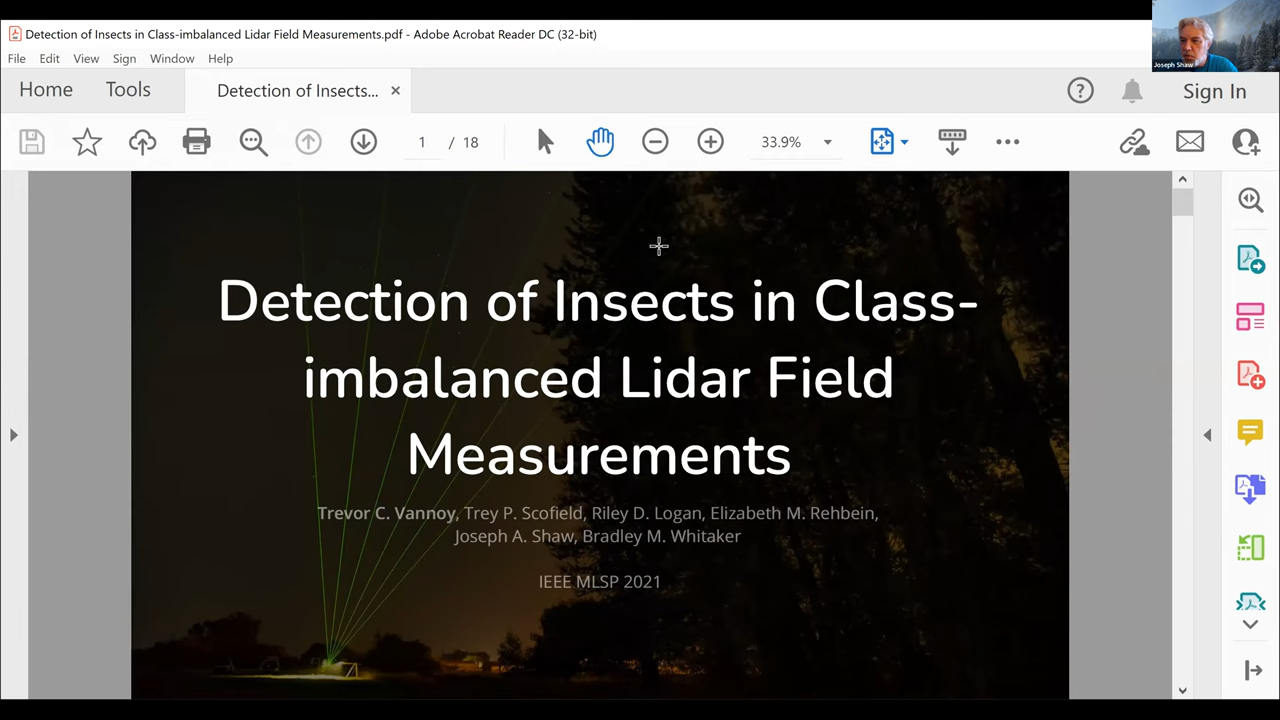 Detection of Insects in Class-imbalanced Lidar Field Measurements.pdf - Adobe Acrobat Reader DC (32-bit)
File Edit View Sign Window Help
Joseph Shaw
Home Tools Detection of Insects... × ? Sign In
1 / 18 33.9%
Detection of Insects in Class-
imbalanced Lidar Field
Measurements
Trevor C. Vannoy, Trey P. Scofield, Riley D. Logan, Elizabeth M. Rehbein,
Joseph A. Shaw, Bradley M. Whitaker
IEEE MLSP 2021